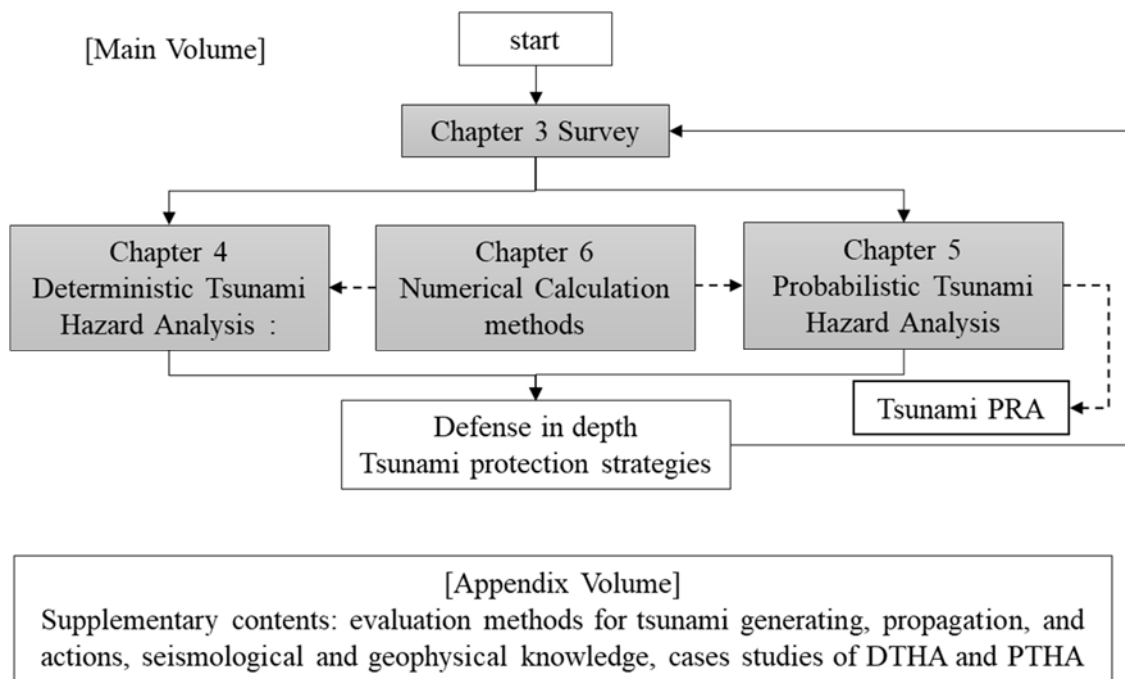 [Main Volume]
start
Chapter 3 Survey
Chapter 4
Deterministic Tsunami
Hazard Analysis :
Chapter 6
Numerical Calculation
methods
Chapter 5
Probabilistic Tsunami
Hazard Analysis
Tsunami PRA
Defense in depth
Tsunami protection strategies
[Appendix Volume]
Supplementary contents: evaluation methods for tsunami generating, propagation, and
actions, seismological and geophysical knowledge, cases studies of DTHA and PTHA